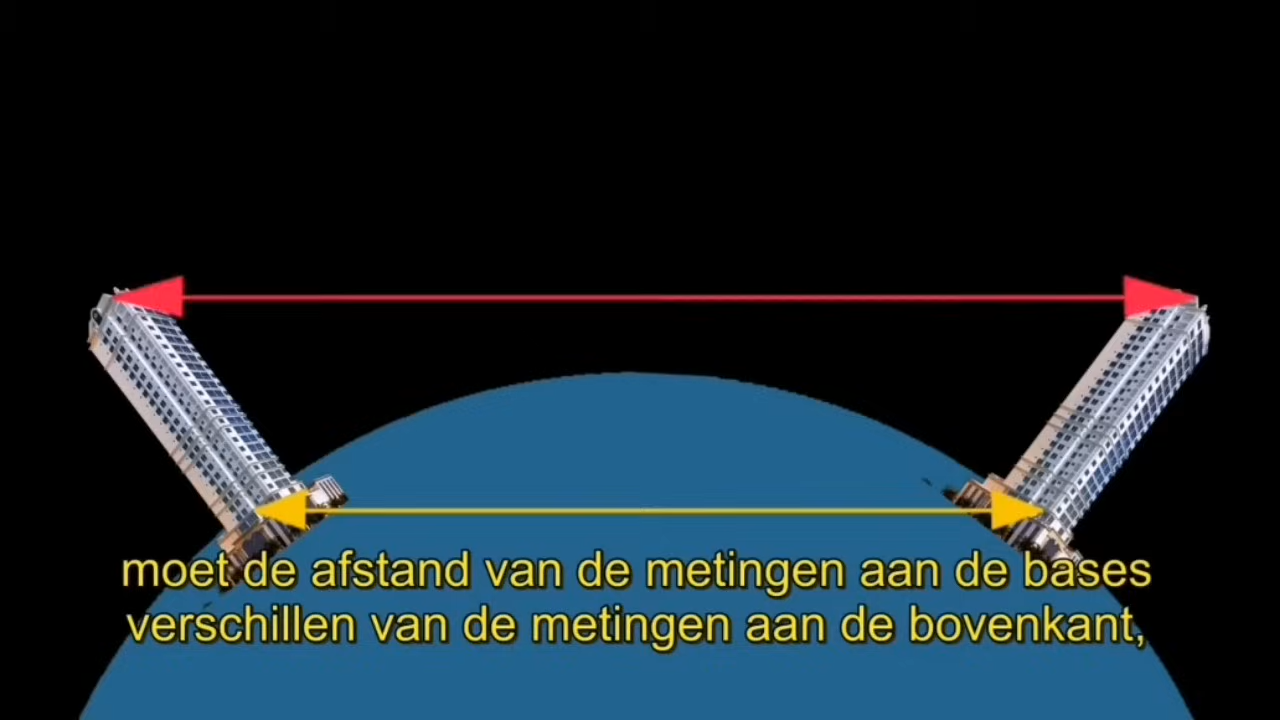 moet de afstand van de metingen aan de bases
verschillen van de metingen aan de bovenkant,